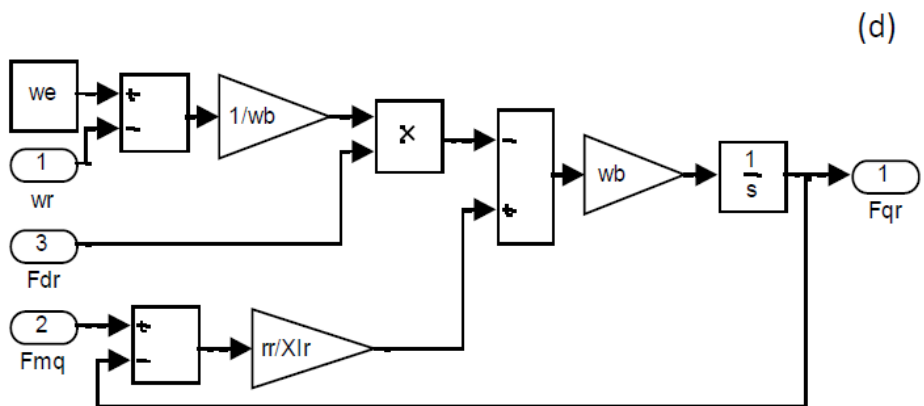 (d)
we
+
−
1
wr
1/wb
X
−
+
wb
1
s
1
Fqr
3
Fdr
2
Fmq
+
−
rr/Xlr